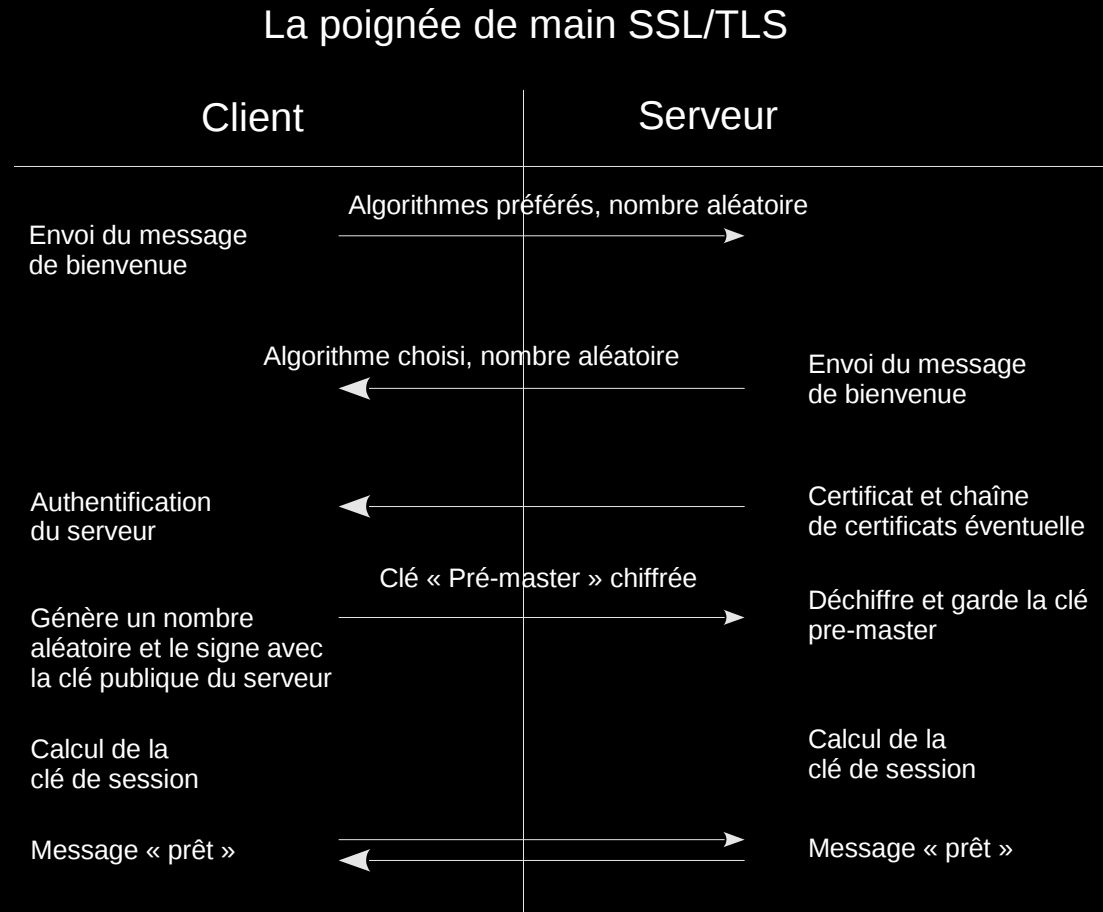 La poignée de main SSL/TLS
Client
Serveur
Algorithmes préférés, nombre aléatoire
Envoi du message
de bienvenue
Algorithme choisi, nombre aléatoire
Envoi du message
de bienvenue
Authentification
du serveur
Certificat et chaîne
de certificats éventuelle
Clé « Pré-master » chiffrée
Génère un nombre
aléatoire et le signe avec
la clé publique du serveur
Déchiffre et garde la clé
pre-master
Calcul de la
clé de session
Calcul de la
clé de session
Message « prêt »
Message « prêt »